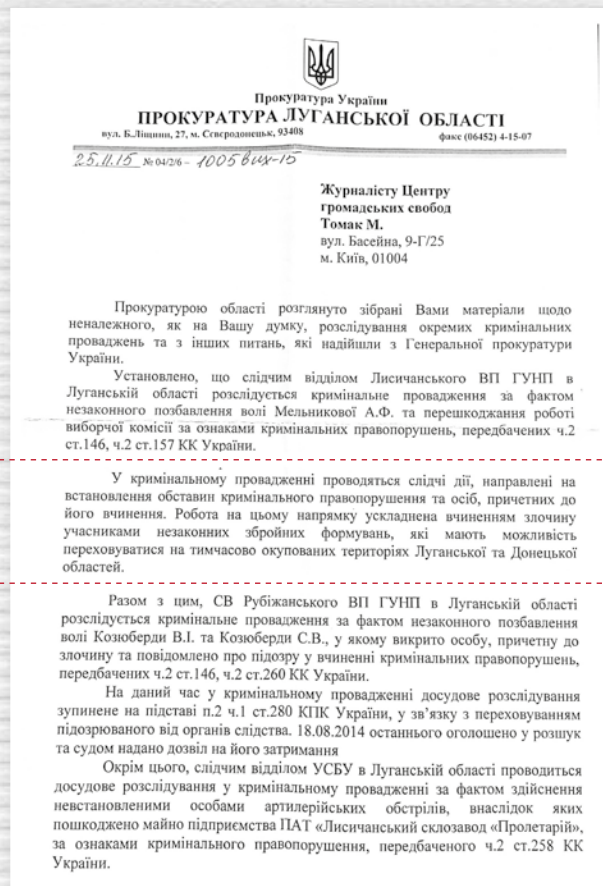 Прокуратура України
ПРОКУРАТУРА ЛУГАНСЬКОЇ ОБЛАСТІ
вул. Б.Ліщини, 27, м. Сєвєродонецьк, 93408 факс (06452) 4-15-07
25.11.15 № 04/2/6 – 1005вих-15
Журналісту Центру
громадських свобод
Томак М.
вул. Басейна, 9-Г/25
м. Київ, 01004
Прокуратурою області розглянуто зібрані Вами матеріали щодо
неналежного, як на Вашу думку, розслідування окремих кримінальних
проваджень та з інших питань, які надійшли з Генеральної прокуратури
України.
Установлено, що слідчим відділом Лисичанського ВП ГУНП в
Луганській області розслідується кримінальне провадження за фактом
незаконного позбавлення волі Мельникової А.Ф. та перешкоджання роботі
виборчої комісії за ознаками кримінальних правопорушень, передбачених ч.2
ст.146, ч.2 ст.157 КК України.
У кримінальному провадженні проводяться слідчі дії, направлені на
встановлення обставин кримінального правопорушення та осіб, причетних до
його вчинення. Робота на цьому напрямку ускладнена вчиненням злочину
учасниками незаконних збройних формувань, які мають можливість
переховуватися на тимчасово окупованих територіях Луганської та Донецької
областей.
Разом з цим, СВ Рубіжанського ВП ГУНП в Луганській області
розслідується кримінальне провадження за фактом незаконного позбавлення
волі Козюберди В.І. та Козюберди С.В., у якому викрито особу, причетну до
злочину та повідомлено про підозру у вчиненні кримінальних правопорушень,
передбачених ч.2 ст.146, ч.2 ст.260 КК України.
На даний час у кримінальному провадженні досудове розслідування
зупинене на підставі п.2 ч.1 ст.280 КПК України, у зв'язку з переховуванням
підозрюваного від органів слідства. 18.08.2014 останнього оголошено у розшук
та судом надано дозвіл на його затримання
Окрім цього, слідчим відділом УСБУ в Луганській області проводиться
досудове розслідування у кримінальному провадженні за фактом здійснення
невстановленими особами артилерійських обстрілів, внаслідок яких
пошкоджено майно підприємства ПАТ «Лисичанський склозавод «Пролетарій»,
за ознаками кримінального правопорушення, передбаченого ч.2 ст.258 КК
України.